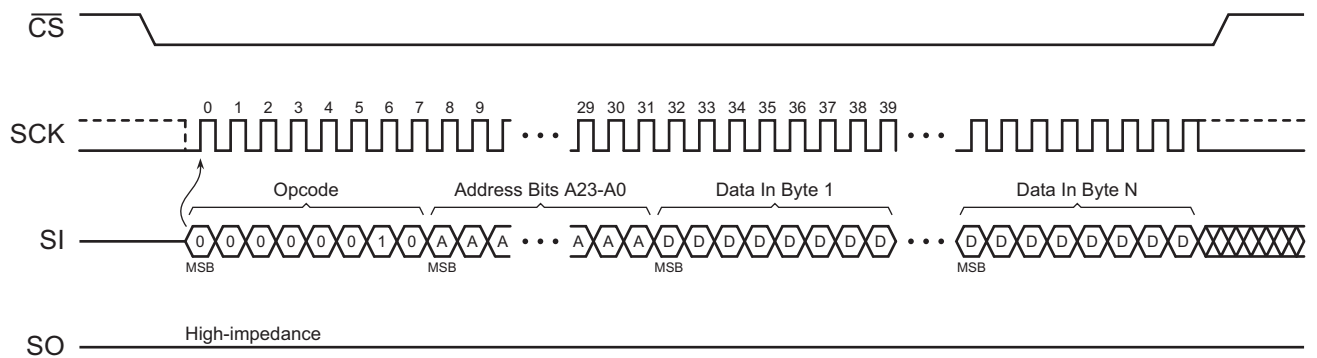 CS
0 1 2 3 4 5 6 7 8 9 29 30 31 32 33 34 35 36 37 38 39
SCK
Opcode Address Bits A23-A0 Data In Byte 1 Data In Byte N
SI 0 0 0 0 0 0 1 0 A A A A A A D D D D D D D D D D D D D D D D
MSB MSB MSB MSB
High-impedance
SO